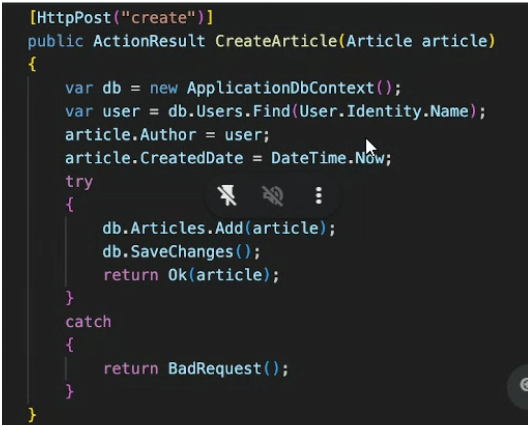 [HttpPost("create")]
public ActionResult CreateArticle(Article article)
{
var db = new ApplicationDbContext();
var user = db.Users.Find(User.Identity.Name);
article.Author = user;
article.CreatedDate = DateTime.Now;
try
{
db.Articles.Add(article);
db.SaveChanges();
return Ok(article);
}
catch
{
return BadRequest();
}
}